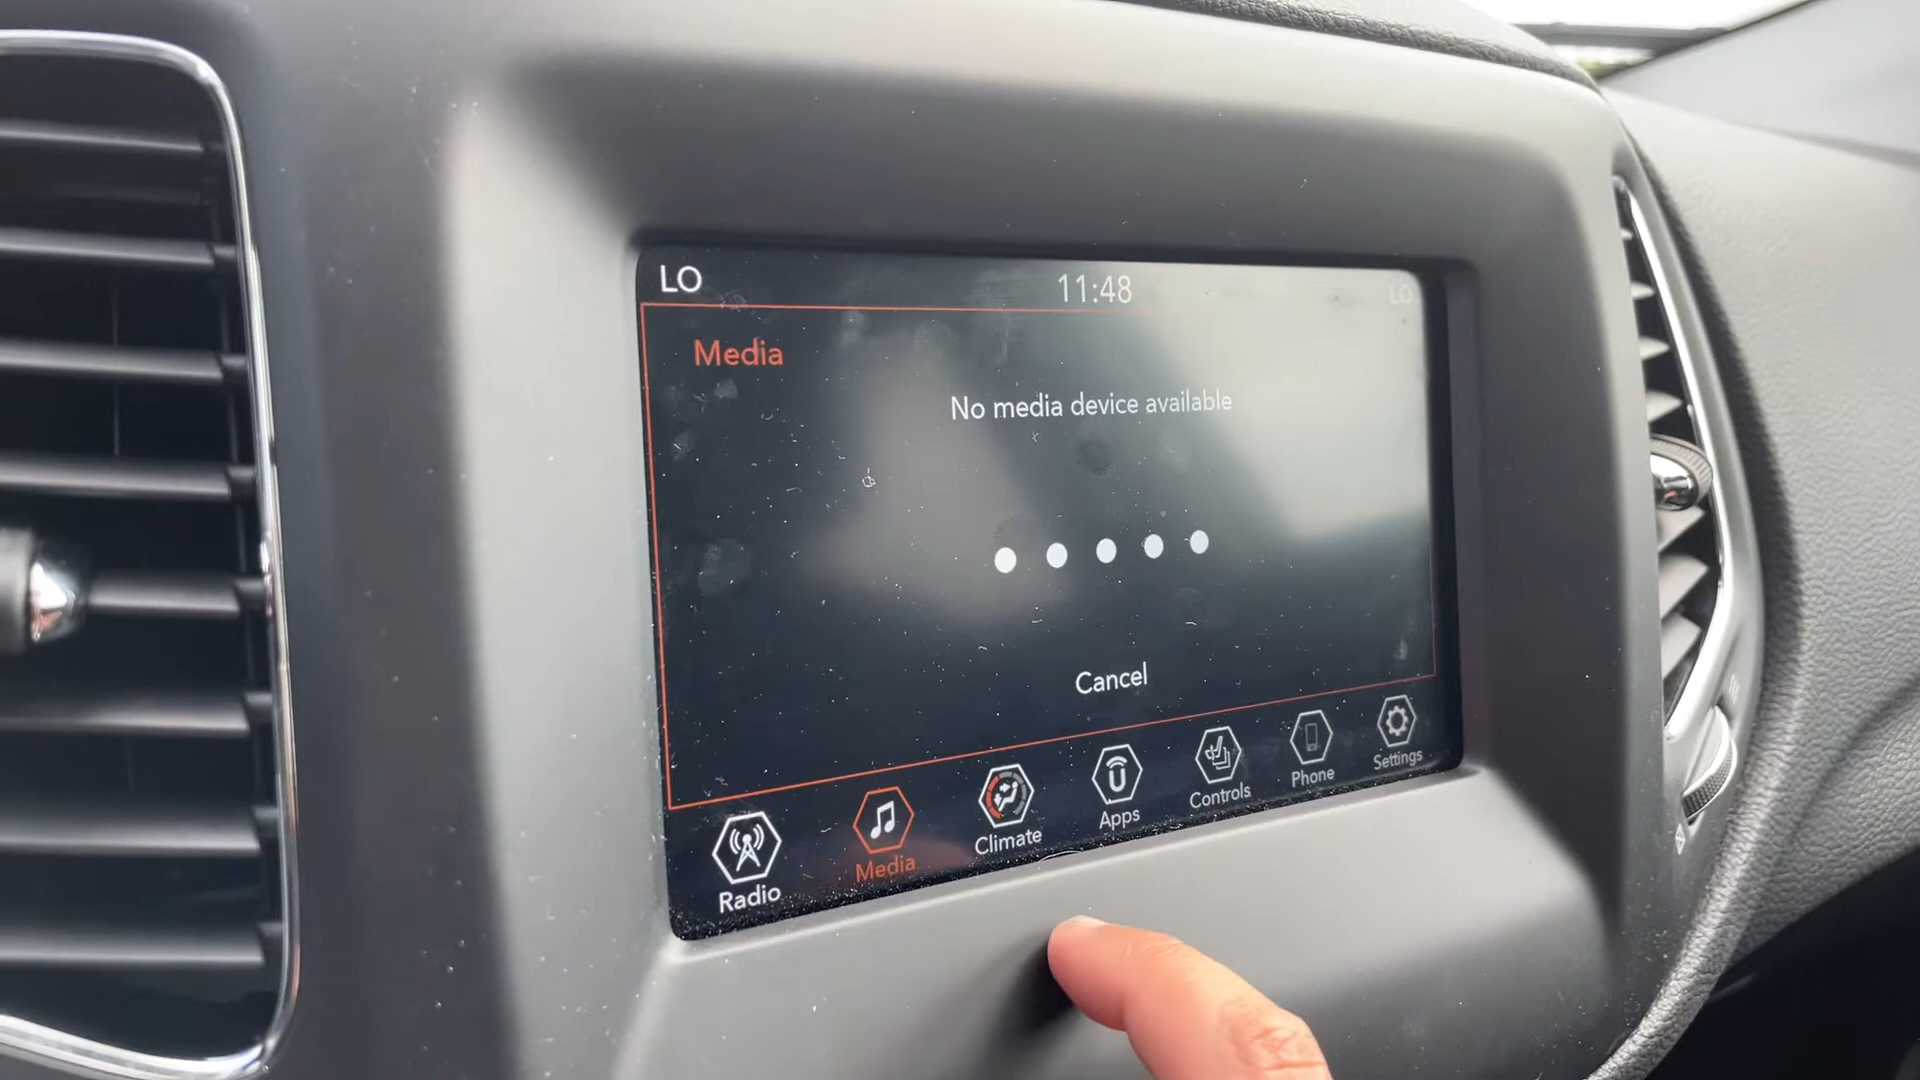 LO
11:48
LO
Media
No media device available
Cancel
Radio
Media
Climate
Apps
Controls
Phone
Settings